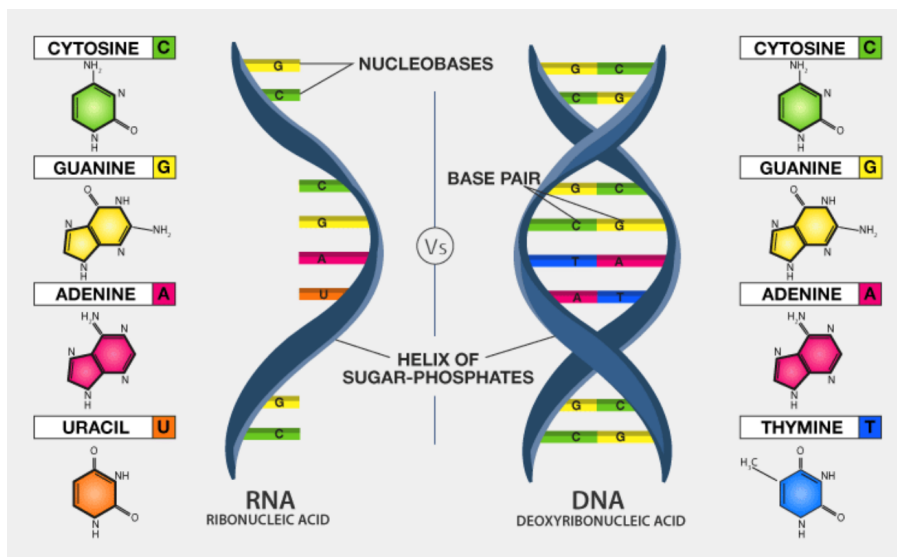 CYTOSINE C
NH₂
N
O
N
H
GUANINE G
O
NH
N
NH₂
N
N
H
ADENINE A
H₂N
N
N
N
N
H
URACIL U
O
NH
O
N
H
G
C
C
G
A
U
G
C
RNA
RIBONUCLEIC ACID
NUCLEOBASES
BASE PAIR
Vs
HELIX OF
SUGAR-PHOSPHATES
G C
C G
G C
C G
T A
A T
G C
C G
DNA
DEOXYRIBONUCLEIC ACID
CYTOSINE C
NH₂
N
O
N
H
GUANINE G
O
NH
N
NH₂
N
N
H
ADENINE A
H₂N
N
N
N
N
H
THYMINE T
H₃C
O
NH
O
N
H